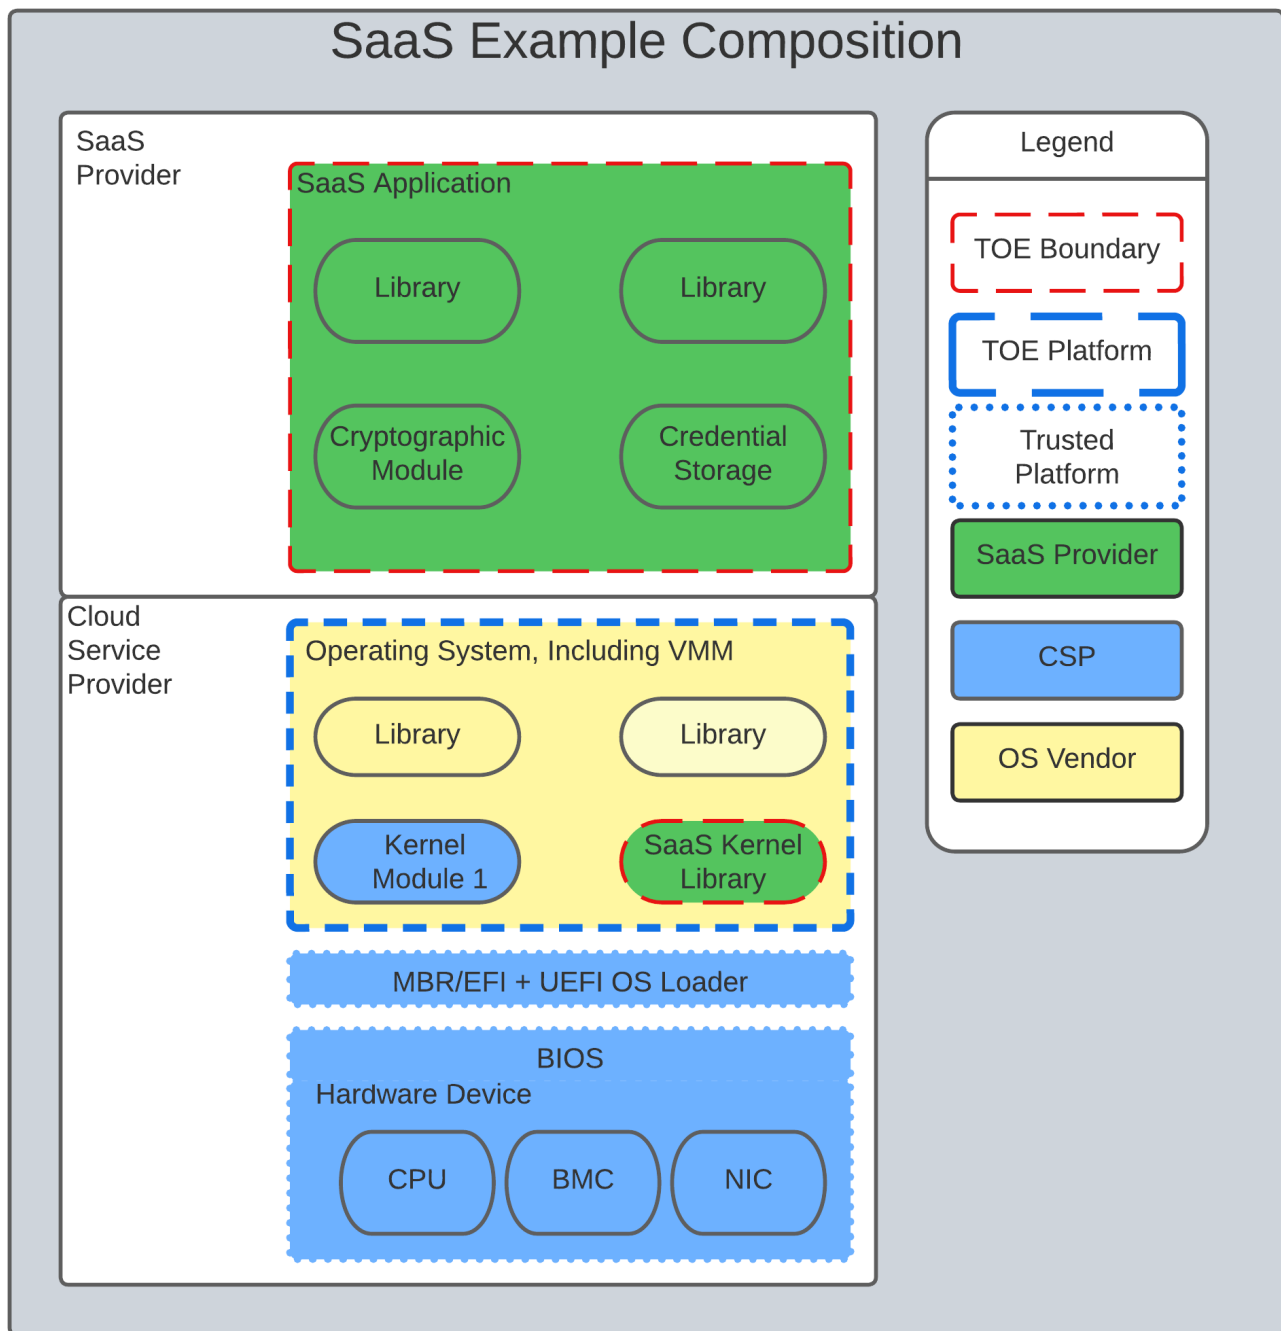 SaaS Example Composition
SaaS
Provider
SaaS Application
Library
Library
Cryptographic
Module
Credential
Storage
Cloud
Service
Provider
Operating System, Including VMM
Library
Library
Kernel
Module 1
SaaS Kernel
Library
MBR/EFI + UEFI OS Loader
BIOS
Hardware Device
CPU
BMC
NIC
Legend
TOE Boundary
TOE Platform
Trusted
Platform
SaaS Provider
CSP
OS Vendor